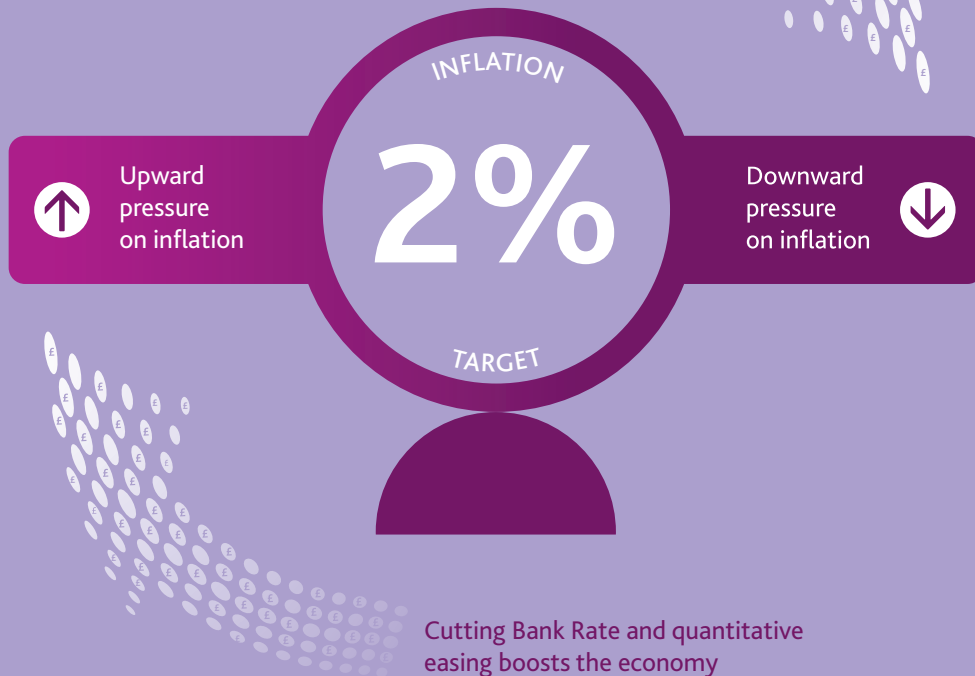 INFLATION
2%
TARGET
Upward
pressure
on inflation
Downward
pressure
on inflation
Cutting Bank Rate and quantitative
easing boosts the economy